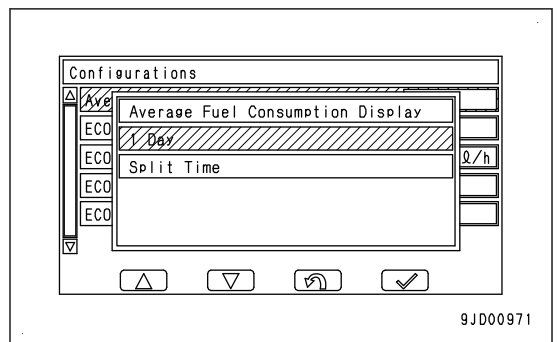 Configurations
Ave
Average Fuel Consumption Display
ECO
1 Day
ECO
Split Time
ℓ/h
ECO
ECO
9JD00971